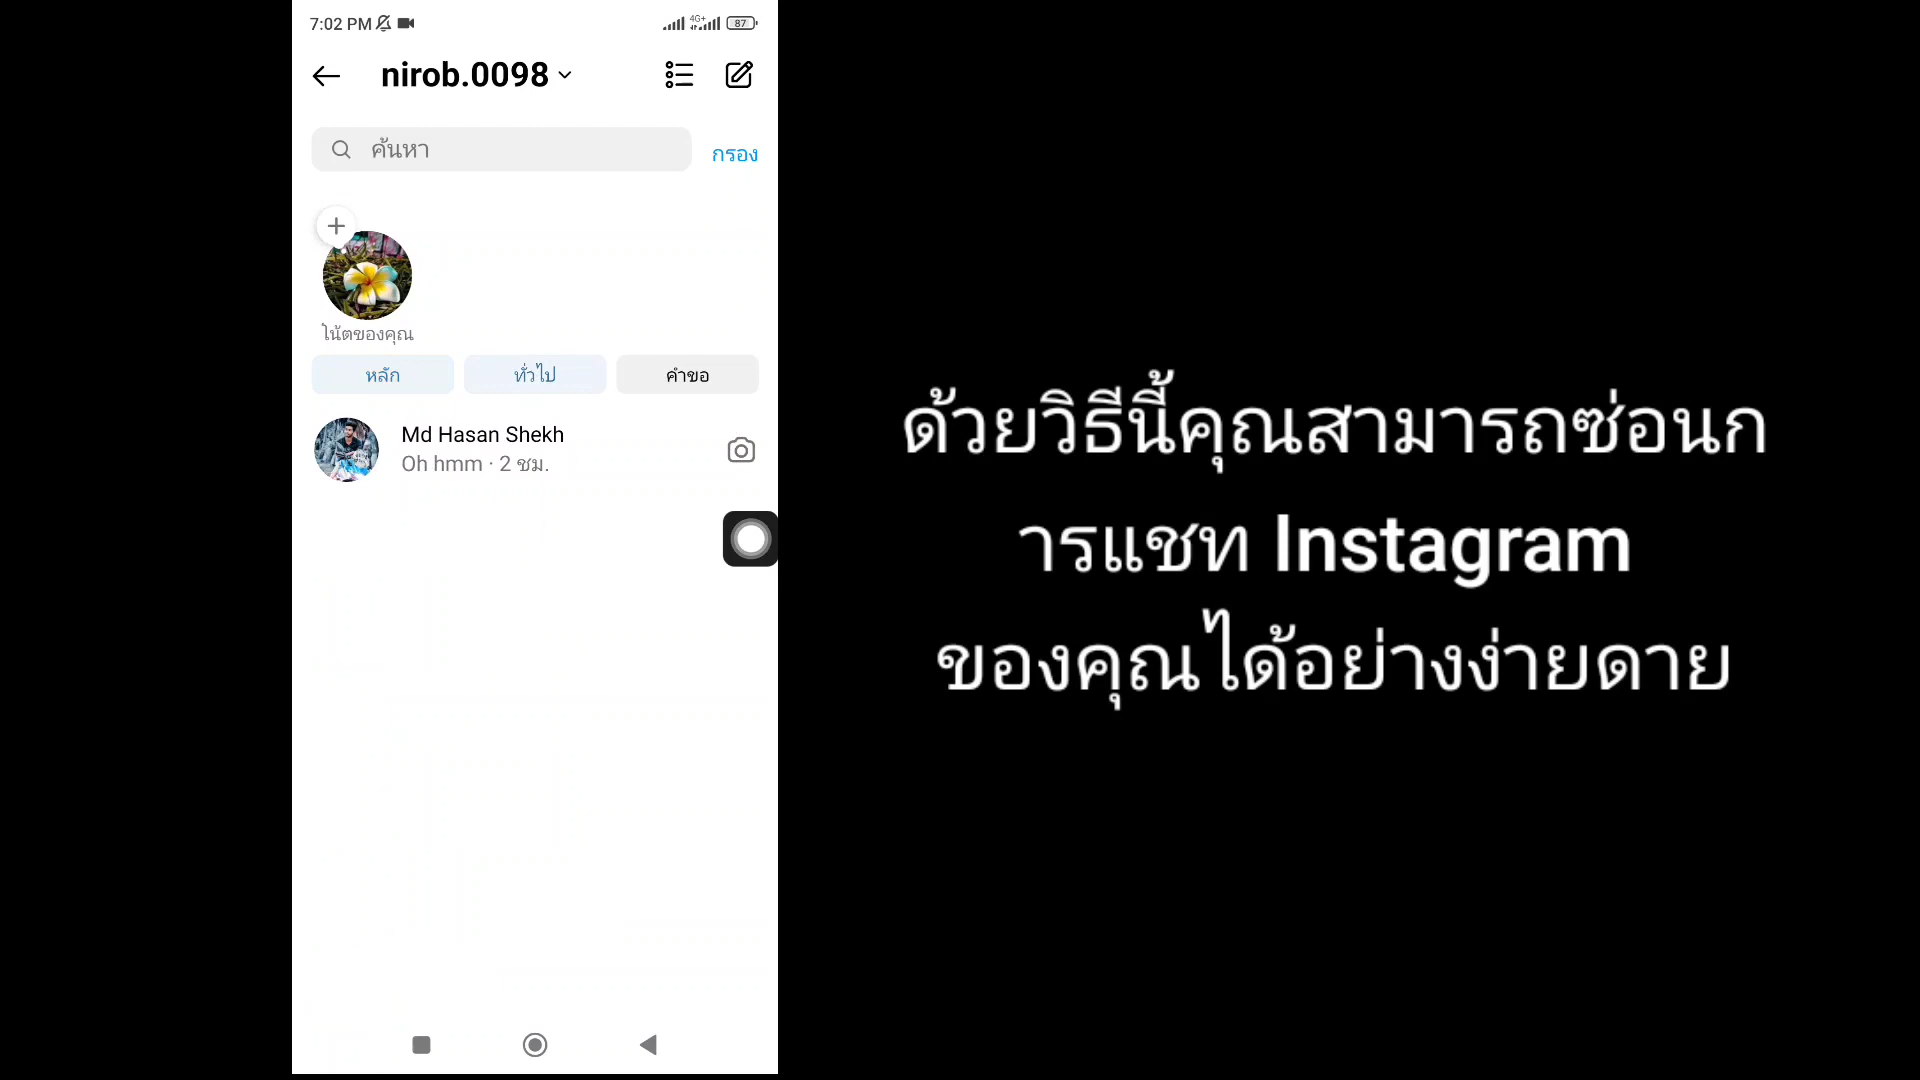 7:02 PM
4G+
87
nirob.0098
ค้นหา
กรอง
โน้ตของคุณ
หลัก
ทั่วไป
คำขอ
Md Hasan Shekh
Oh hmm · 2 ชม.
ด้วยวิธีนี้คุณสามารถซ่อนก
ารแชท Instagram
ของคุณได้อย่างง่ายดาย